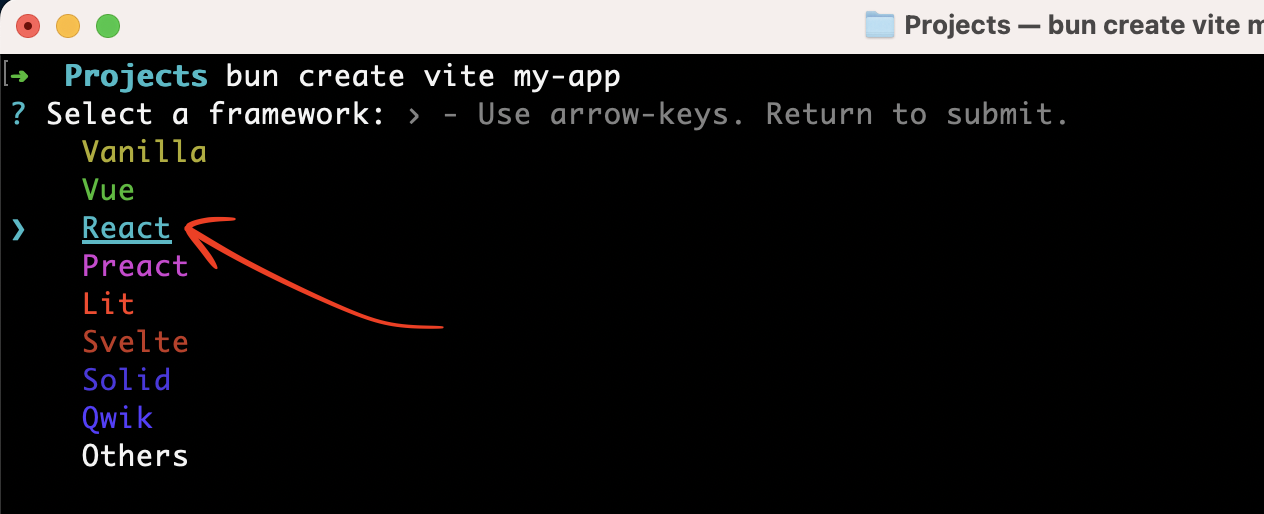 Projects — bun create vite m
[➜ Projects bun create vite my-app
? Select a framework: › - Use arrow-keys. Return to submit.
Vanilla
Vue
❯ React
Preact
Lit
Svelte
Solid
Qwik
Others